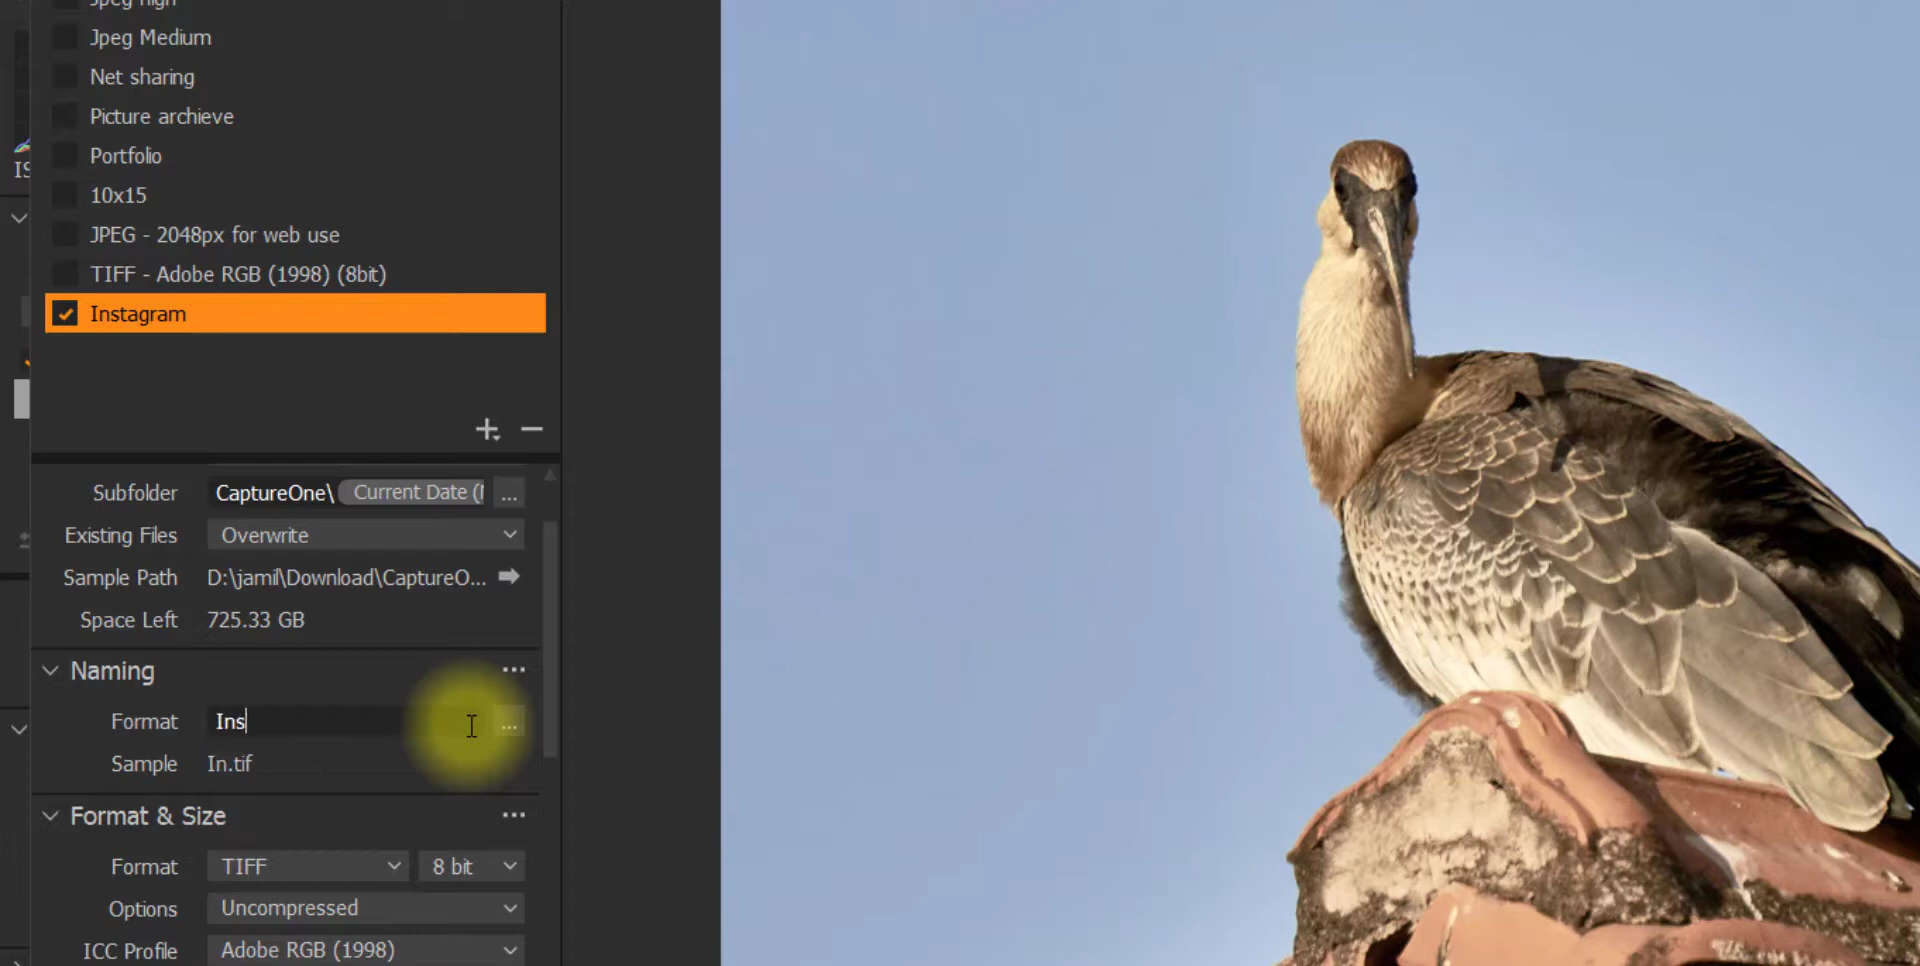 Jpeg high
Jpeg Medium
Net sharing
Picture archieve
Portfolio
10x15
JPEG - 2048px for web use
TIFF - Adobe RGB (1998) (8bit)
Instagram
Subfolder CaptureOne\ Current Date ( ...
Existing Files Overwrite
Sample Path D:\jamil\Download\CaptureO...
Space Left 725.33 GB
Naming ...
Format Ins ...
Sample In.tif
Format & Size ...
Format TIFF 8 bit
Options Uncompressed
ICC Profile Adobe RGB (1998)